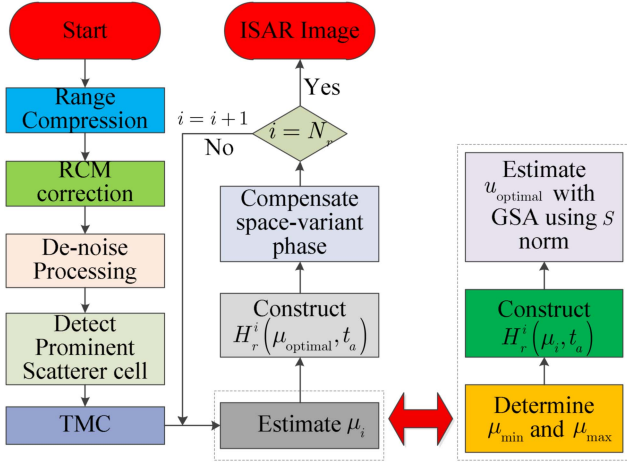 Start
Range
Compression
RCM
correction
De-noise
Processing
Detect
Prominent
Scatterer cell
TMC
ISAR Image
Yes
i = i + 1
No
i = N_r
Compensate
space-variant
phase
Construct
H_r^i(μ_optimal, t_a)
Estimate μ_i
Estimate
u_optimal with
GSA using S
norm
Construct
H_r^i(μ_i, t_a)
Determine
μ_min and μ_max